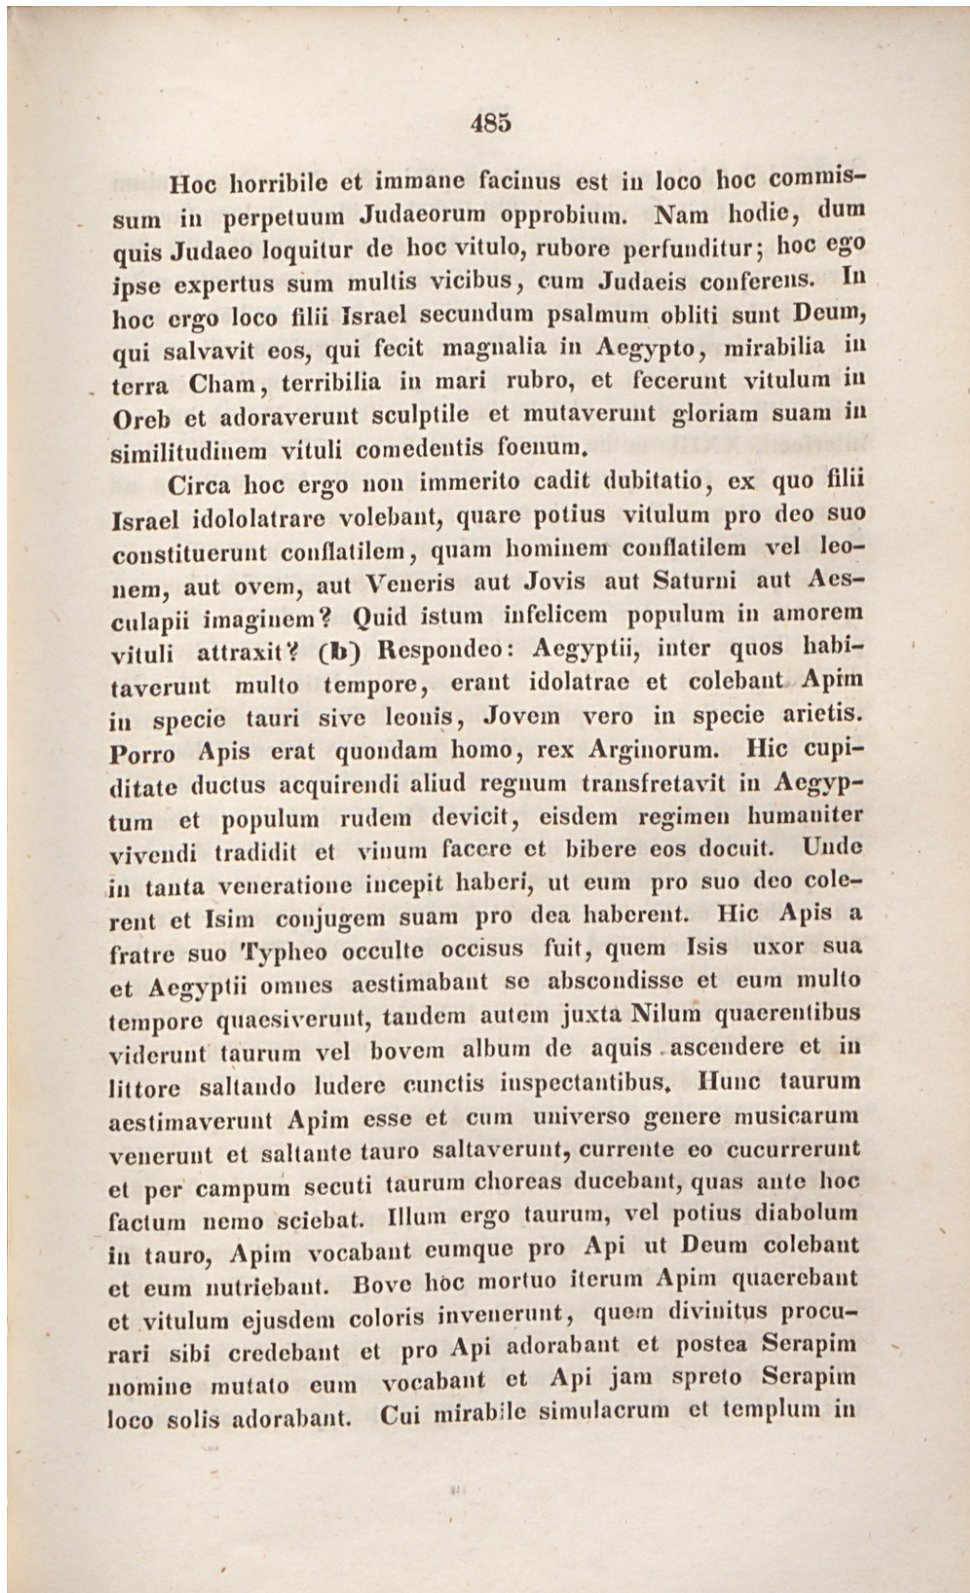 485
Hoc horribile et immane facinus est in loco hoc commis-
sum in perpetuum Judaeorum opprobium. Nam hodie, dum
quis Judaeo loquitur de hoc vitulo, rubore perfunditur; hoc ego
ipse expertus sum multis vicibus, cum Judaeis conferens. In
hoc ergo loco filii Israel secundum psalmum obliti sunt Deum,
qui salvavit eos, qui fecit magnalia in Aegypto, mirabilia in
terra Cham, terribilia in mari rubro, et fecerunt vitulum in
Oreb et adoraverunt sculptile et mutaverunt gloriam suam in
similitudinem vituli comedentis foenum.
Circa hoc ergo non immerito cadit dubitatio, ex quo filii
Israel idololatrare volebant, quare potius vitulum pro deo suo
constituerunt conflatilem, quam hominem conflatilem vel leo-
nem, aut ovem, aut Veneris aut Jovis aut Saturni aut Aes-
culapii imaginem? Quid istum infelicem populum in amorem
vituli attraxit? (b) Respondeo: Aegyptii, inter quos habi-
taverunt multo tempore, erant idolatrae et colebant Apim
in specie tauri sive leonis, Jovem vero in specie arietis.
Porro Apis erat quondam homo, rex Arginorum. Hic cupi-
ditate ductus acquirendi aliud regnum transfretavit in Aegyp-
tum et populum rudem devicit, eisdem regimen humaniter
vivendi tradidit et vinum facere et bibere eos docuit. Unde
in tanta veneratione incepit haberi, ut eum pro suo deo cole-
rent et Isim conjugem suam pro dea haberent. Hic Apis a
fratre suo Typheo occulte occisus fuit, quem Isis uxor sua
et Aegyptii omnes aestimabant se abscondisse et eum multo
tempore quaesiverunt, tandem autem juxta Nilum quaerentibus
viderunt taurum vel bovem album de aquis ascendere et in
littore saltando ludere cunctis inspectantibus. Hunc taurum
aestimaverunt Apim esse et cum universo genere musicarum
venerunt et saltante tauro saltaverunt, currente eo cucurrerunt
et per campum secuti taurum choreas ducebant, quas ante hoc
factum nemo sciebat. Illum ergo taurum, vel potius diabolum
in tauro, Apim vocabant eumque pro Api ut Deum colebant
et eum nutriebant. Bove hoc mortuo iterum Apim quaerebant
et vitulum ejusdem coloris invenerunt, quem divinitus procu-
rari sibi credebant et pro Api adorabant et postea Serapim
nomine mutato eum vocabant et Api jam spreto Serapim
loco solis adorabant. Cui mirabile simulacrum et templum in